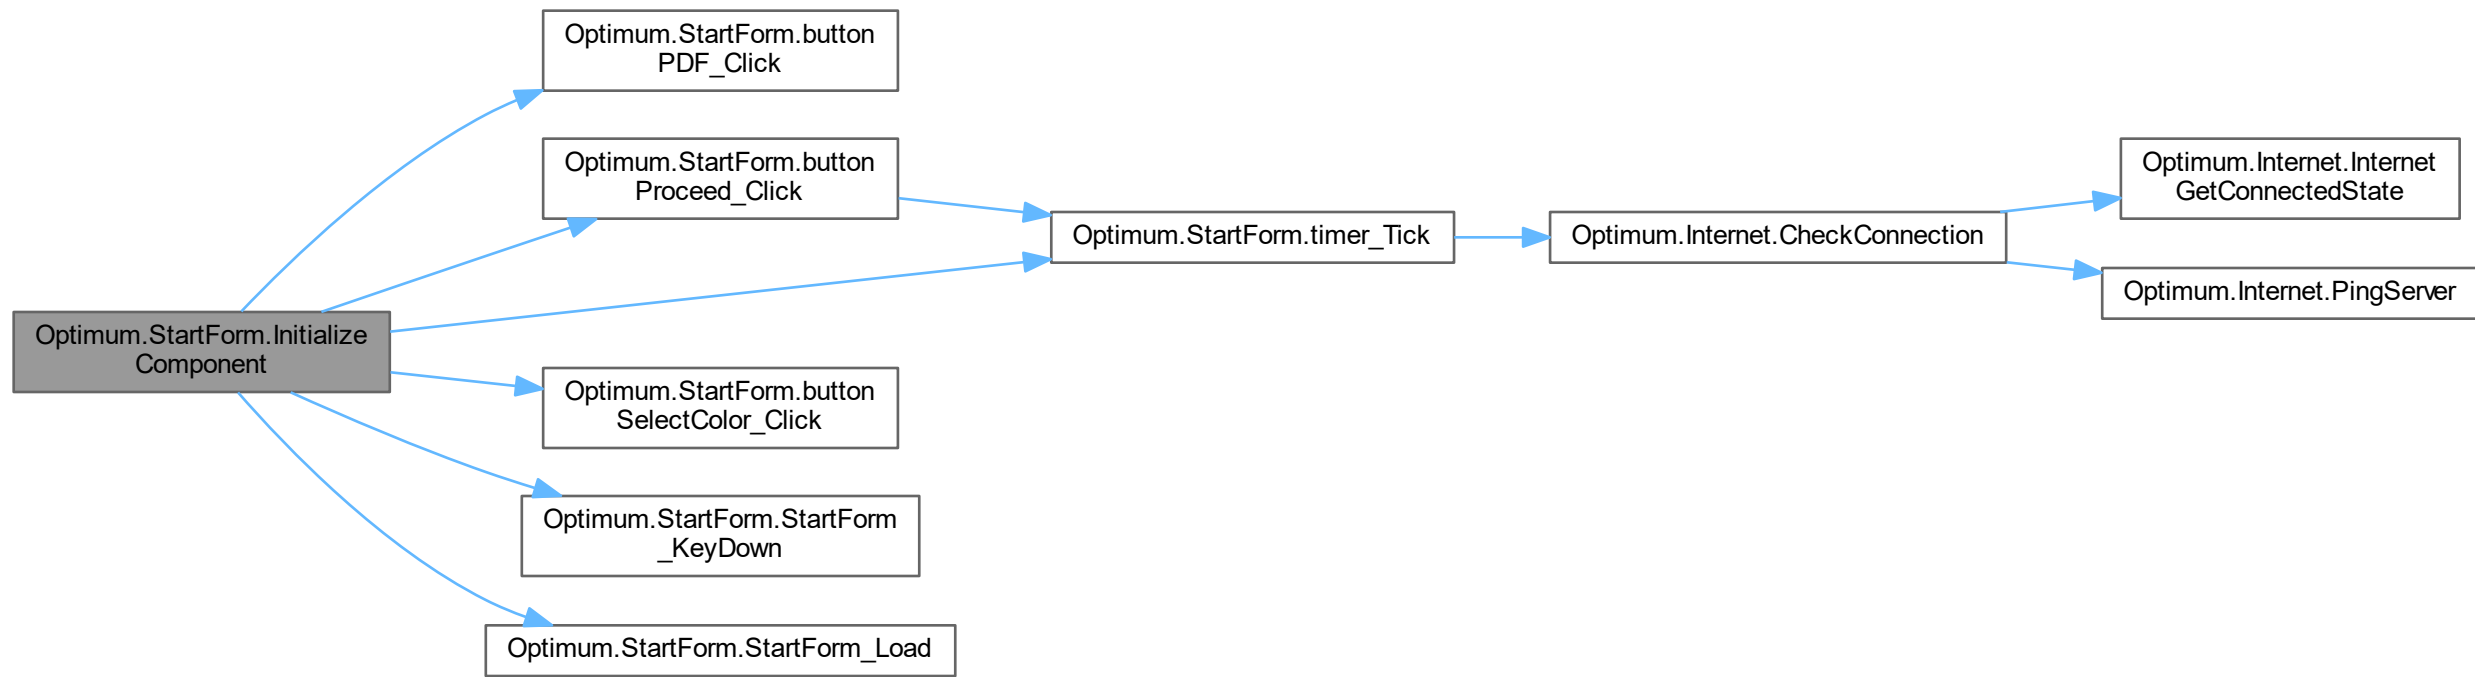 Optimum.StartForm.Initialize
Component
Optimum.StartForm.button
PDF_Click
Optimum.StartForm.button
Proceed_Click
Optimum.StartForm.timer_Tick
Optimum.Internet.CheckConnection
Optimum.Internet.Internet
GetConnectedState
Optimum.Internet.PingServer
Optimum.StartForm.button
SelectColor_Click
Optimum.StartForm.StartForm
_KeyDown
Optimum.StartForm.StartForm_Load